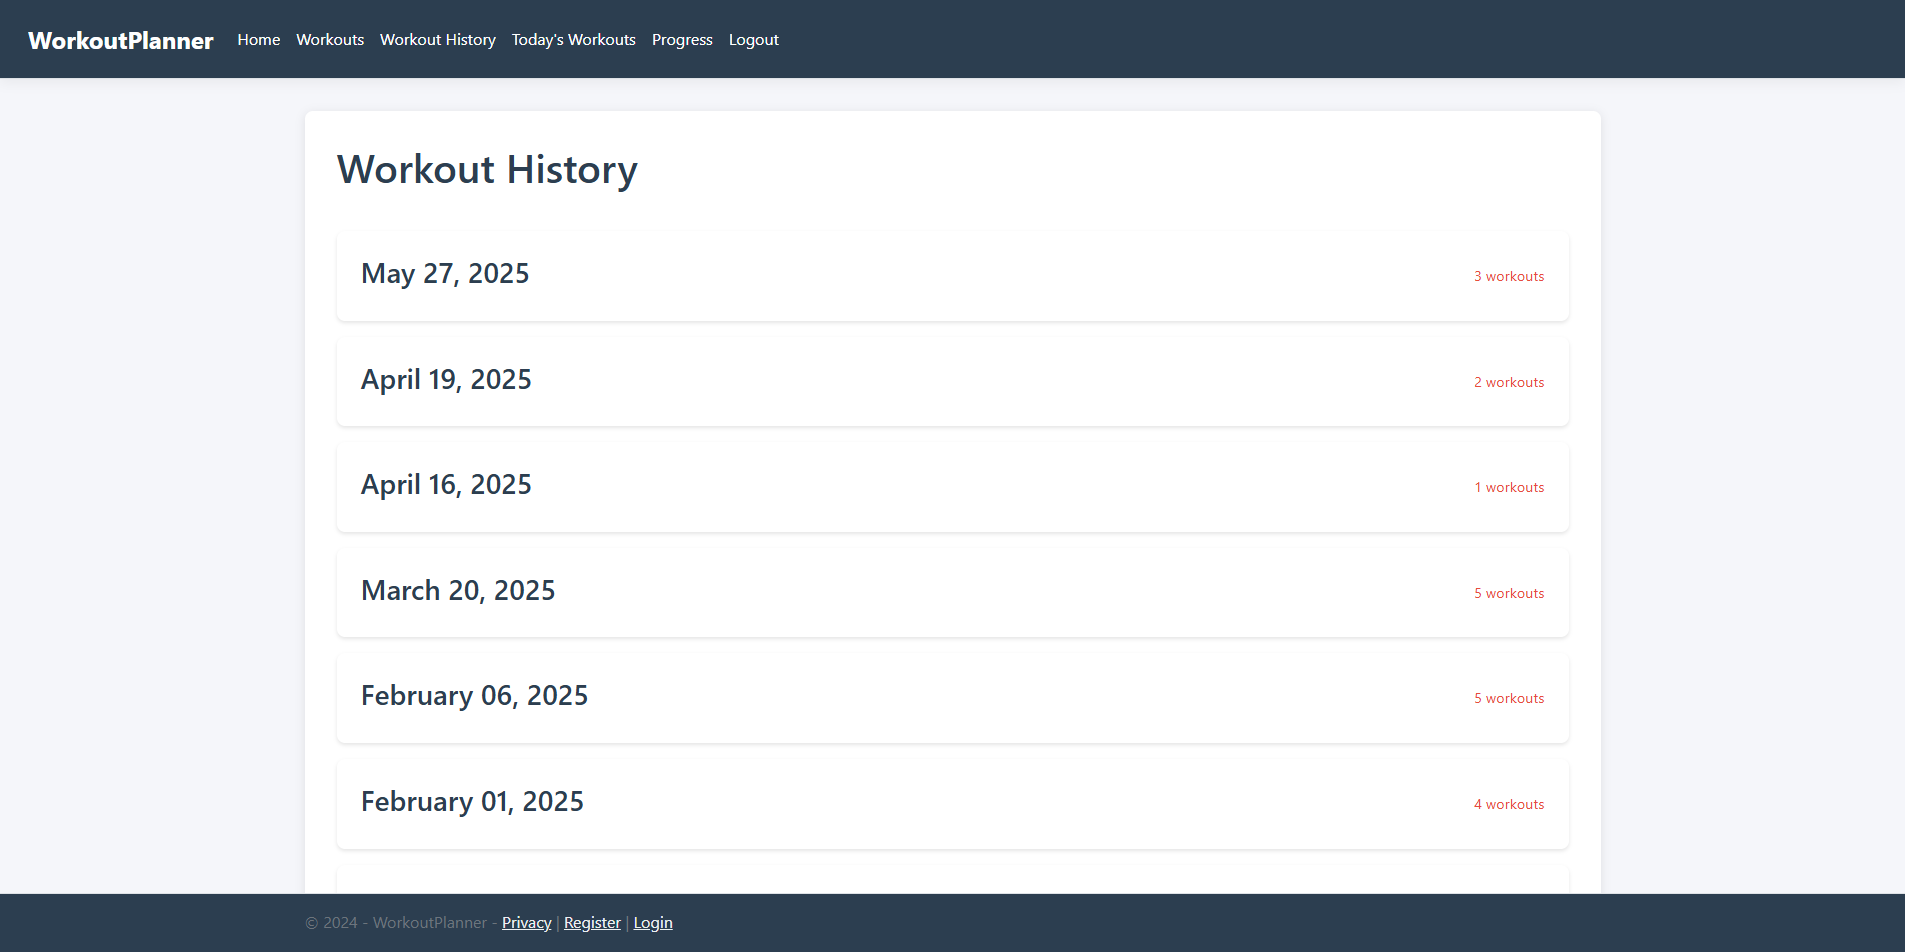 WorkoutPlanner Home Workouts Workout History Today's Workouts Progress Logout
Workout History
May 27, 2025 3 workouts
April 19, 2025 2 workouts
April 16, 2025 1 workouts
March 20, 2025 5 workouts
February 06, 2025 5 workouts
February 01, 2025 4 workouts
© 2024 - WorkoutPlanner - Privacy | Register | Login